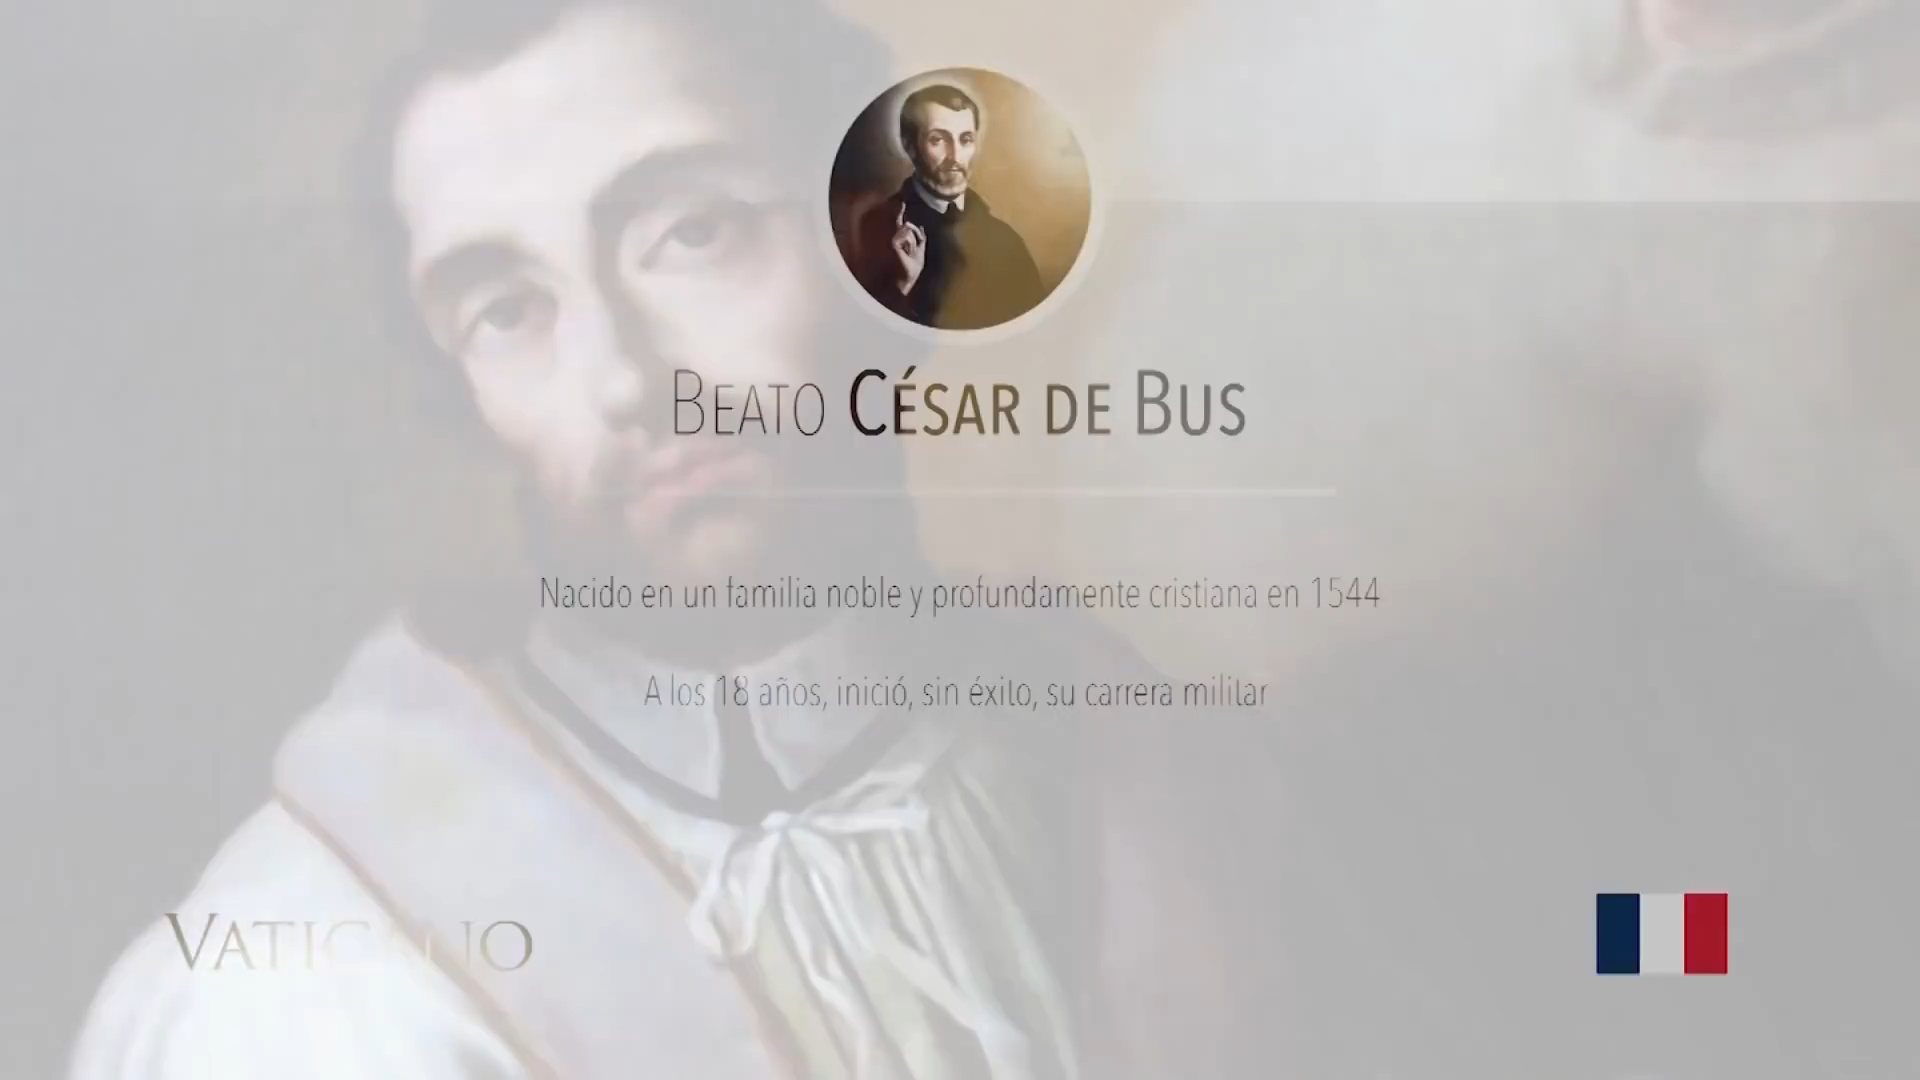 BEATO CÉSAR DE BUS
Nacido en un familia noble y profundamente cristiana en 1544
A los 18 años, inició, sin éxito, su carrera militar
VATICANO